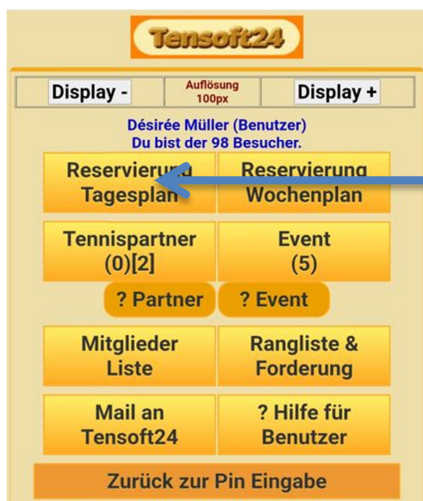 Tensoft24
Display -
Auflösung
100px
Display +
Désirée Müller (Benutzer)
Du bist der 98 Besucher.
Reservierung
Tagesplan
Reservierung
Wochenplan
Tennispartner
(0)[2]
Event
(5)
? Partner
? Event
Mitglieder
Liste
Rangliste &
Forderung
Mail an
Tensoft24
? Hilfe für
Benutzer
Zurück zur Pin Eingabe